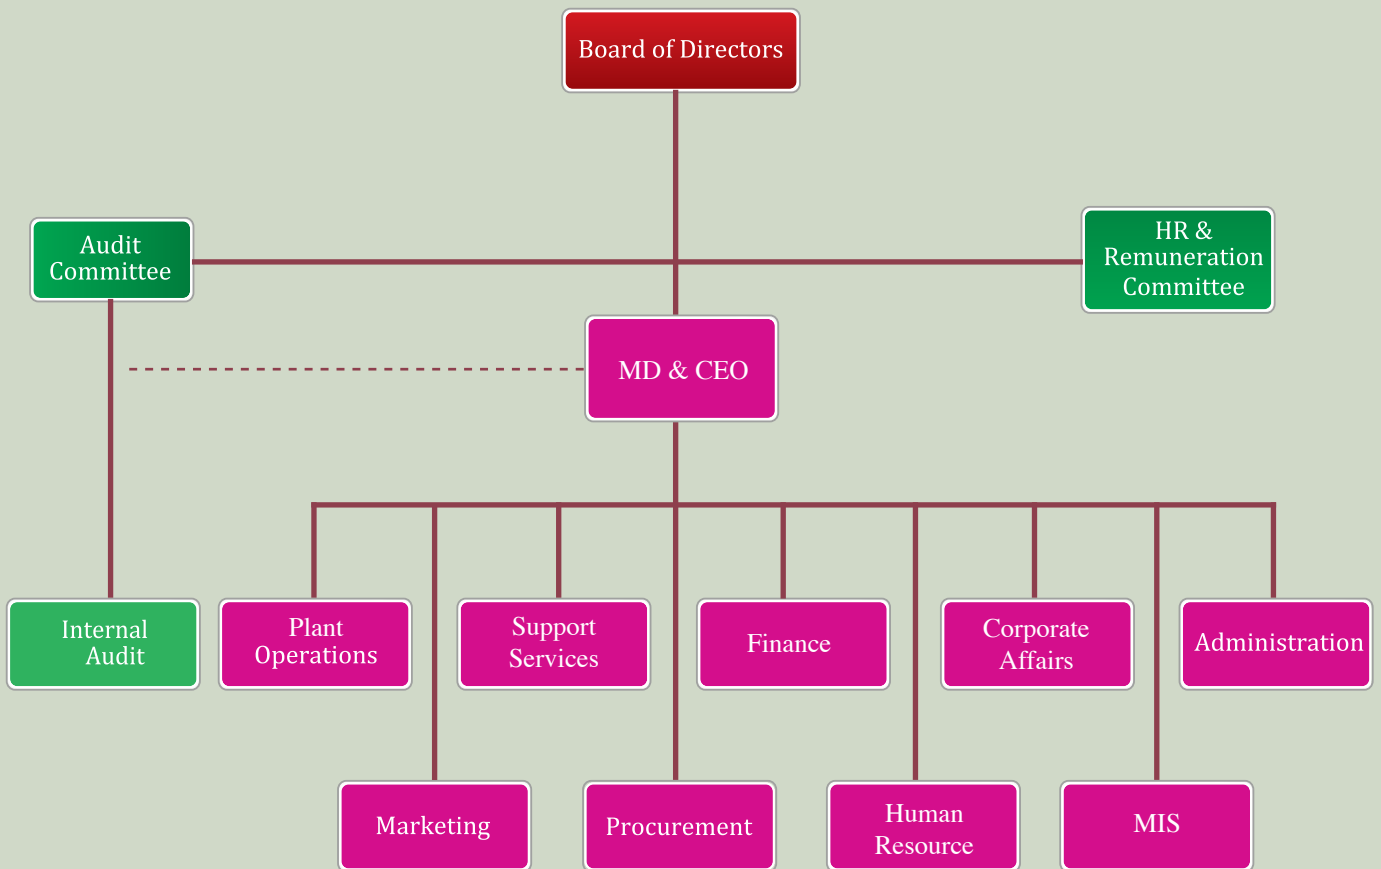 Board of Directors
Audit
Committee
HR &
Remuneration
Committee
MD & CEO
Internal
Audit
Plant
Operations
Support
Services
Finance
Corporate
Affairs
Administration
Marketing
Procurement
Human
Resource
MIS